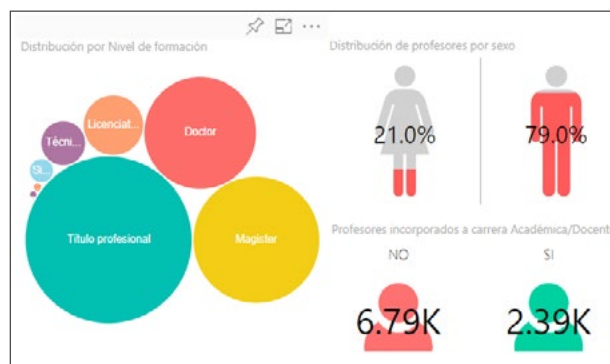 Distribución por Nivel de formación
Licenciat...
Doctor
Técni...
Si...
Título profesional
Magister
Distribución de profesores por sexo
21.0%
79.0%
Profesores incorporados a carrera Académica/Docent
NO
SI
6.79K
2.39K